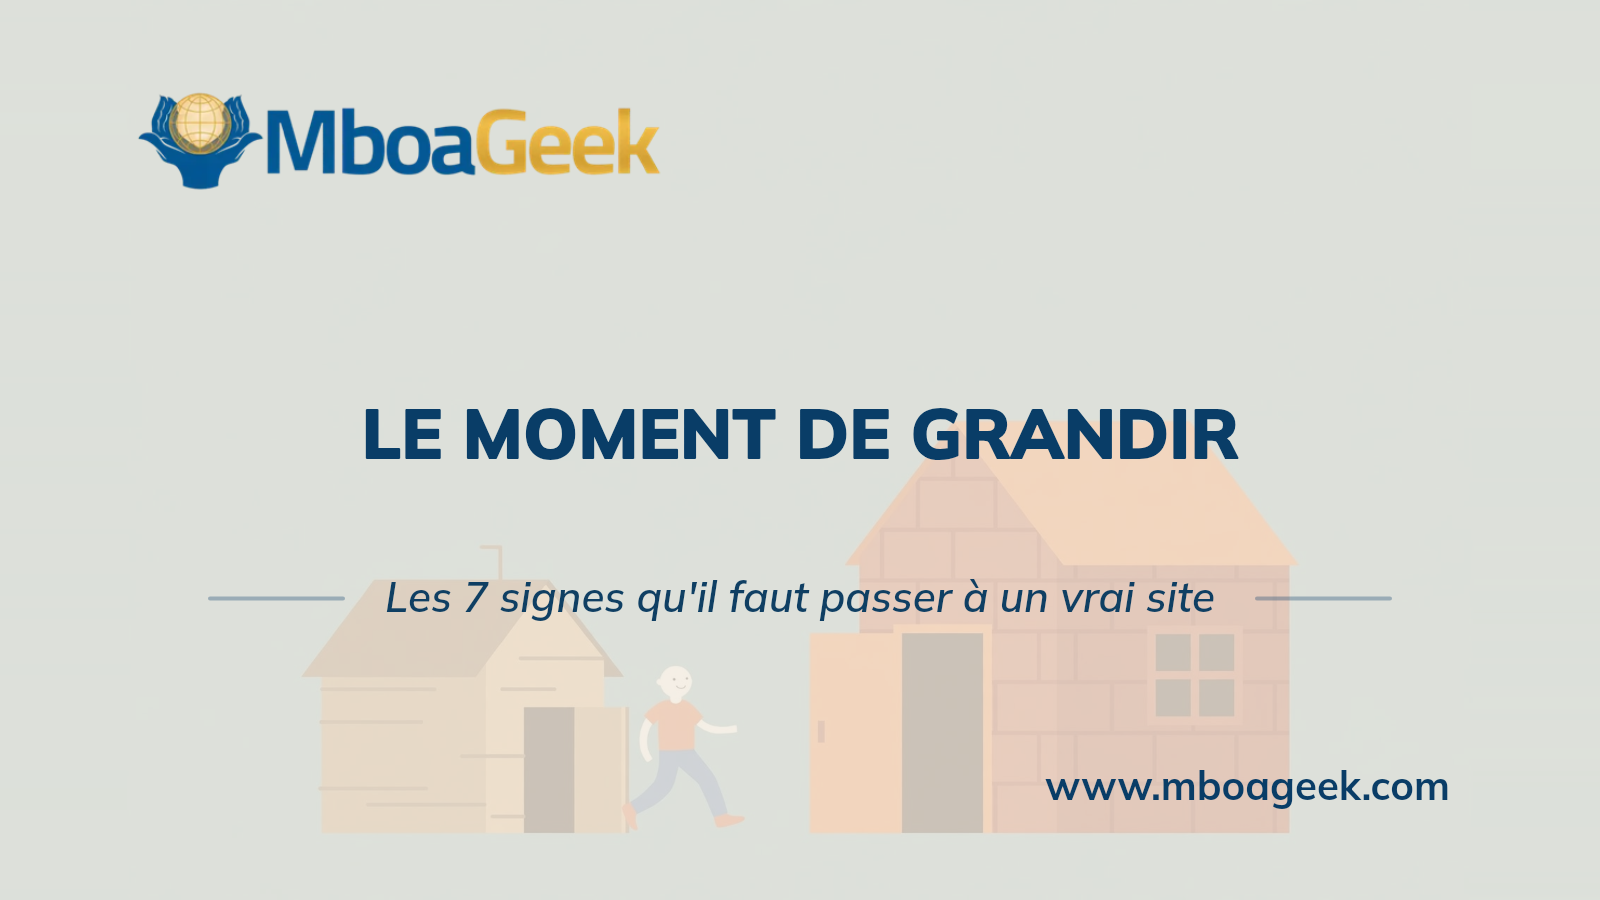 MboaGeek
LE MOMENT DE GRANDIR
Les 7 signes qu'il faut passer à un vrai site
www.mboageek.com